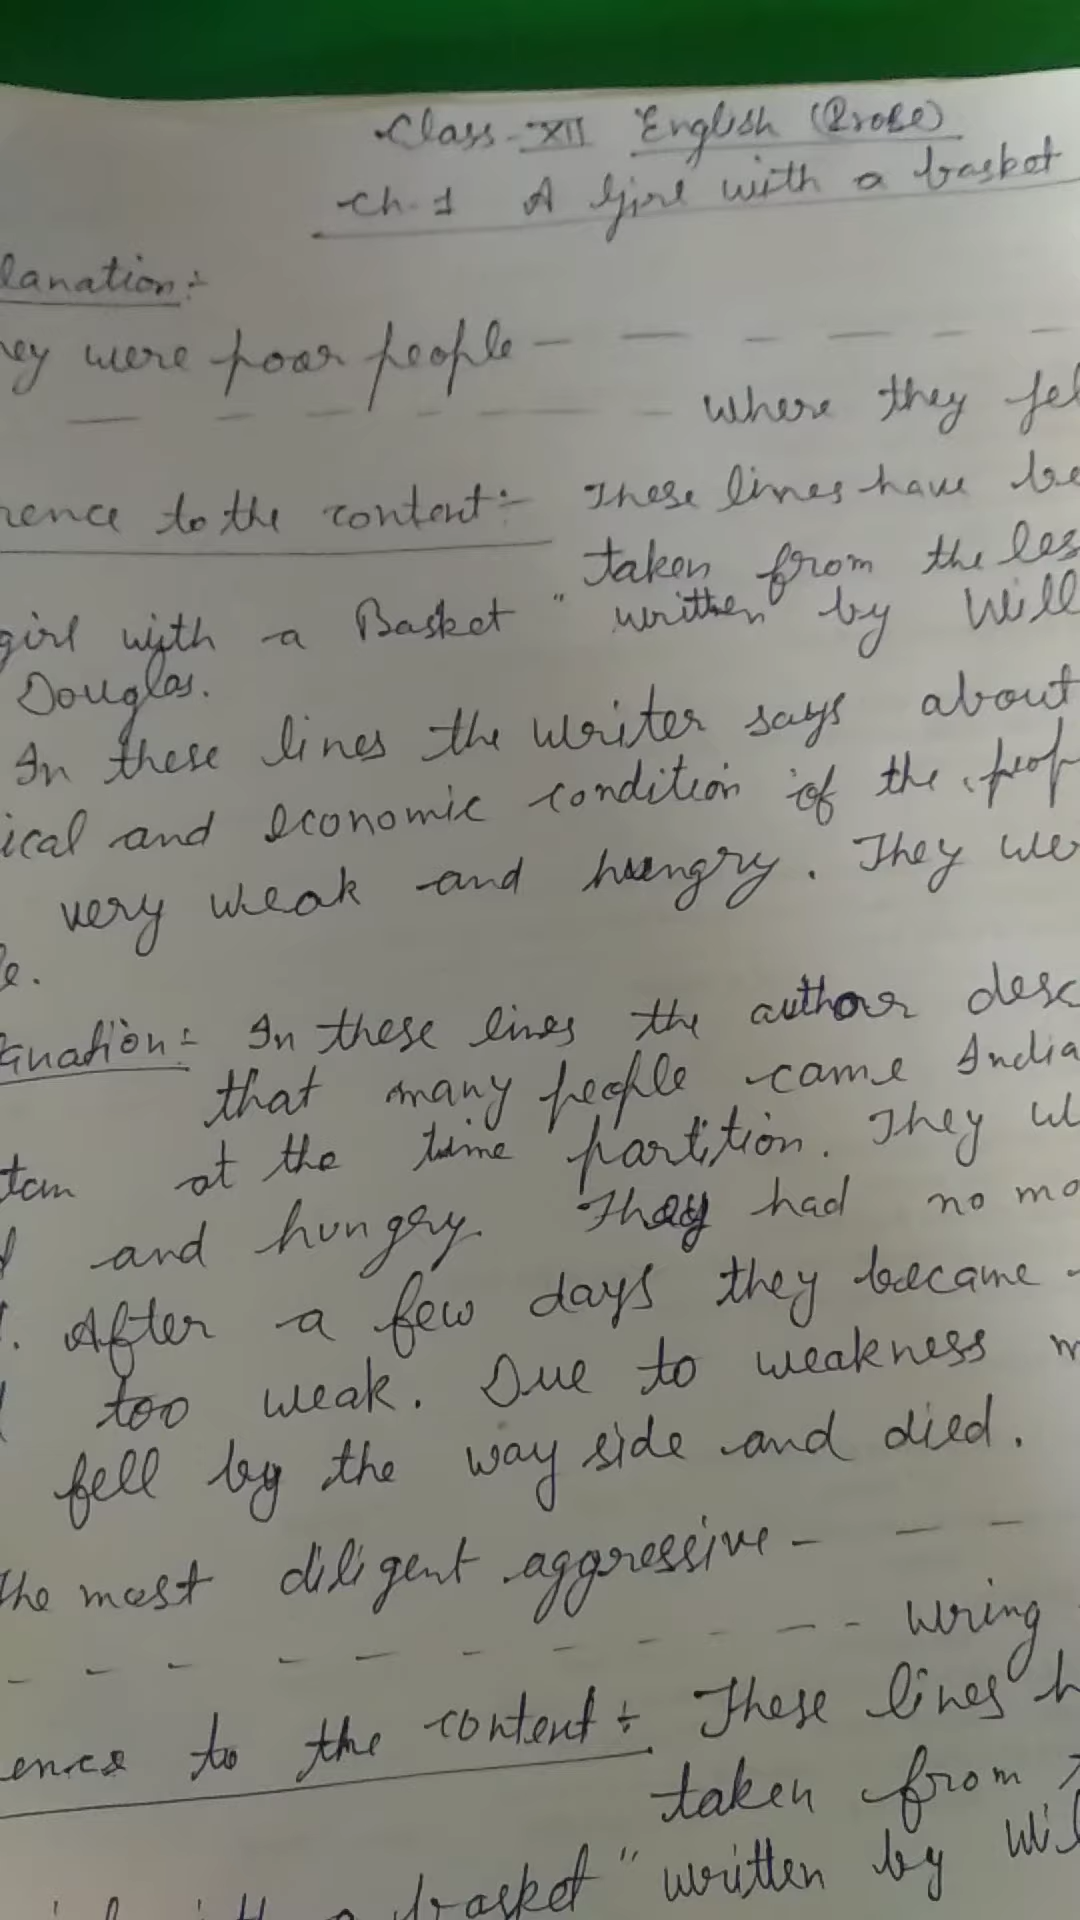 Class-XII English (Prose)
Ch. 1 A Girl with a basket
lanation:-
hey were poor people - — - — - -
— - - - — - where they fel
rence to the content:- These lines have be
taken from the les
girl with a Basket" written by Will
Douglas.
In these lines the writer says about
ical and economic condition of the peop
very weak and hungry. They we
le.
anation:- In these lines the author desc
that many people came India
tan at the time partition. They w
and hungry. They had no mo
. After a few days they became
too weak. Due to weakness m
fell by the way side and died.
The most diligent aggressive - — —
- - - - - - - - - - wring
ence to the content:- These lines h
taken from t
basket" written by Wil